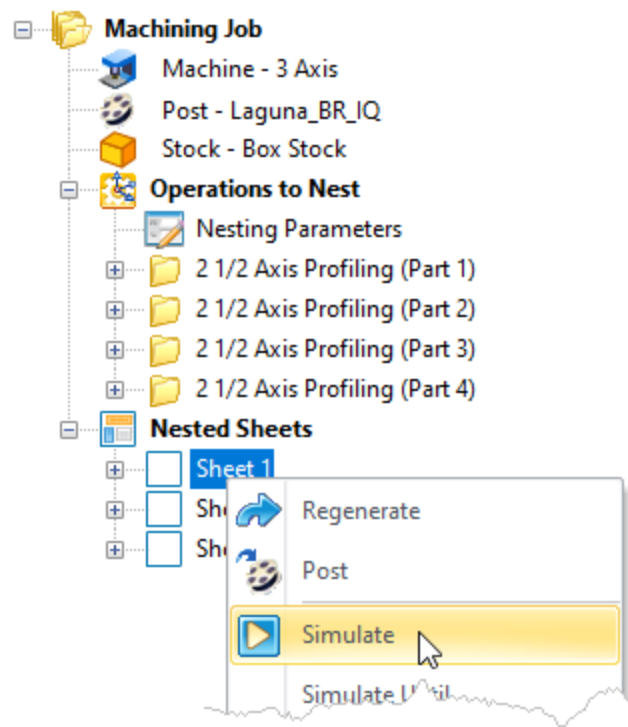 Machining Job
Machine - 3 Axis
Post - Laguna_BR_IQ
Stock - Box Stock
Operations to Nest
Nesting Parameters
2 1/2 Axis Profiling (Part 1)
2 1/2 Axis Profiling (Part 2)
2 1/2 Axis Profiling (Part 3)
2 1/2 Axis Profiling (Part 4)
Nested Sheets
Sheet 1
Regenerate
Post
Simulate
Simulate